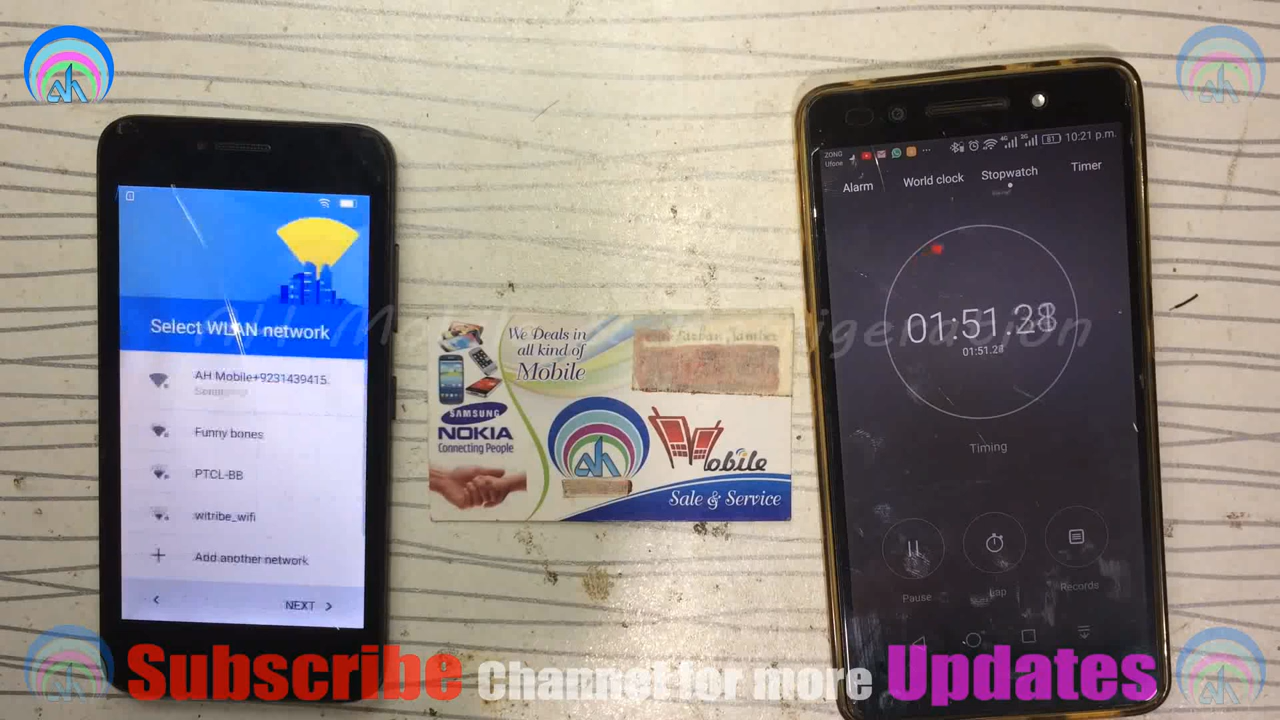 Select WLAN network
AH Mobile+9231439415
Funny bones
PTCL-BB
witribe_wifi
Add another network
NEXT
We Deals in
all kind of
Mobile
SAMSUNG
NOKIA
Connecting People
AH
Mobile
Sale & Service
ZONG
Ufone
10:21 p.m.
Alarm World clock Stopwatch Timer
01:51.28
01:51.28
Timing
Pause Lap Records
Subscribe Channel for more Updates